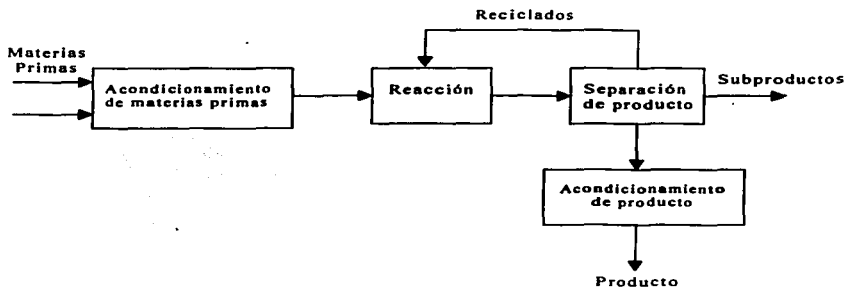 Reciclados
Materias
Primas
Acondicionamiento
de materias primas
Reacción
Separación
de producto
Subproductos
Acondicionamiento
de producto
Producto